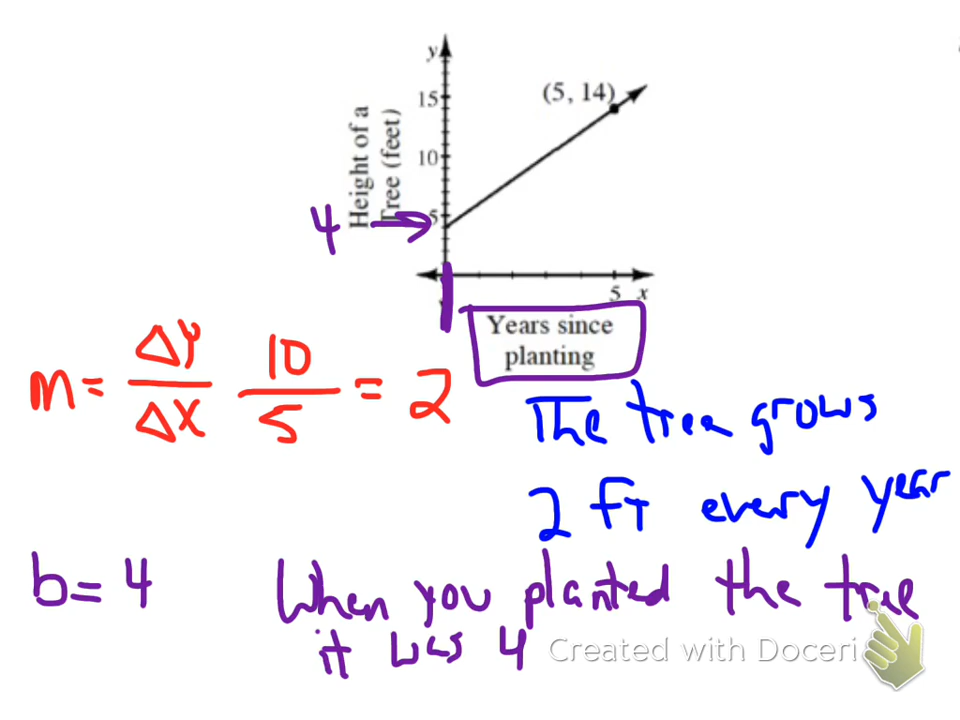 y
(5, 14)
15
10
5
Height of a
Tree (feet)
4
5 x
Years since
planting
m = Δy/Δx 10/5 = 2
The tree grows
2 ft every year
b = 4
When you planted the tree
it was 4
Created with Doceri